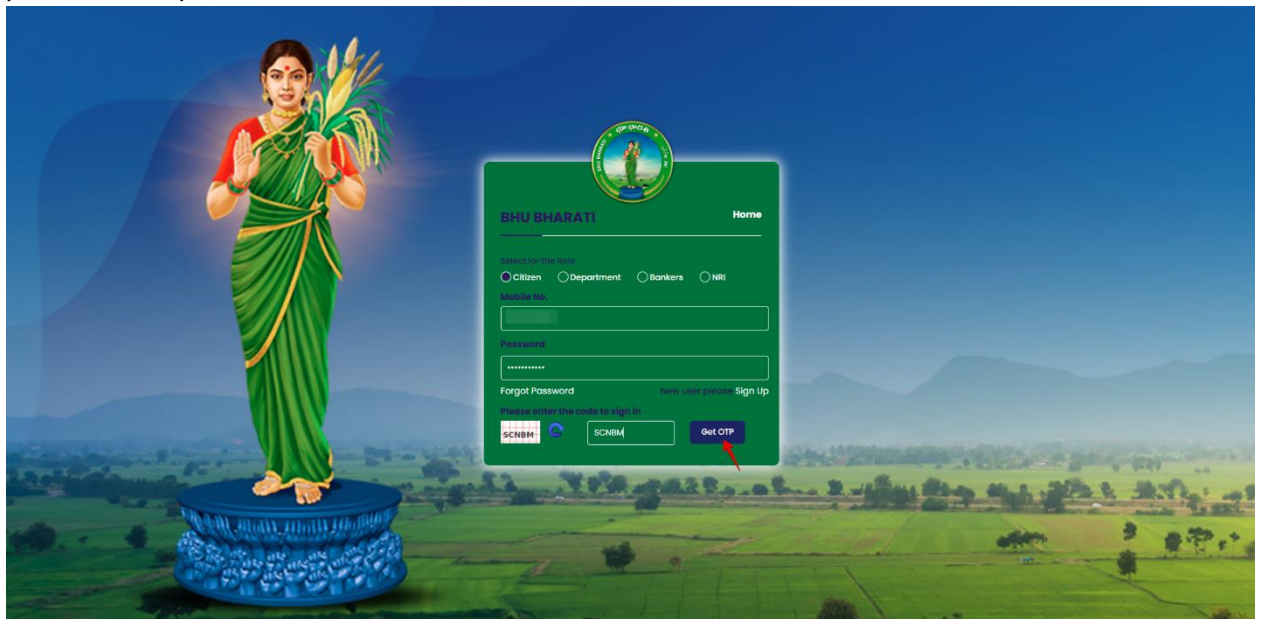 BHU BHARATI
Home
Select for the Role
Citizen Department Bankers NRI
Mobile No.
Password
•••••••••••
Forgot Password New user please Sign Up
Please enter the code to sign in
SCNBM SCNBM Get OTP